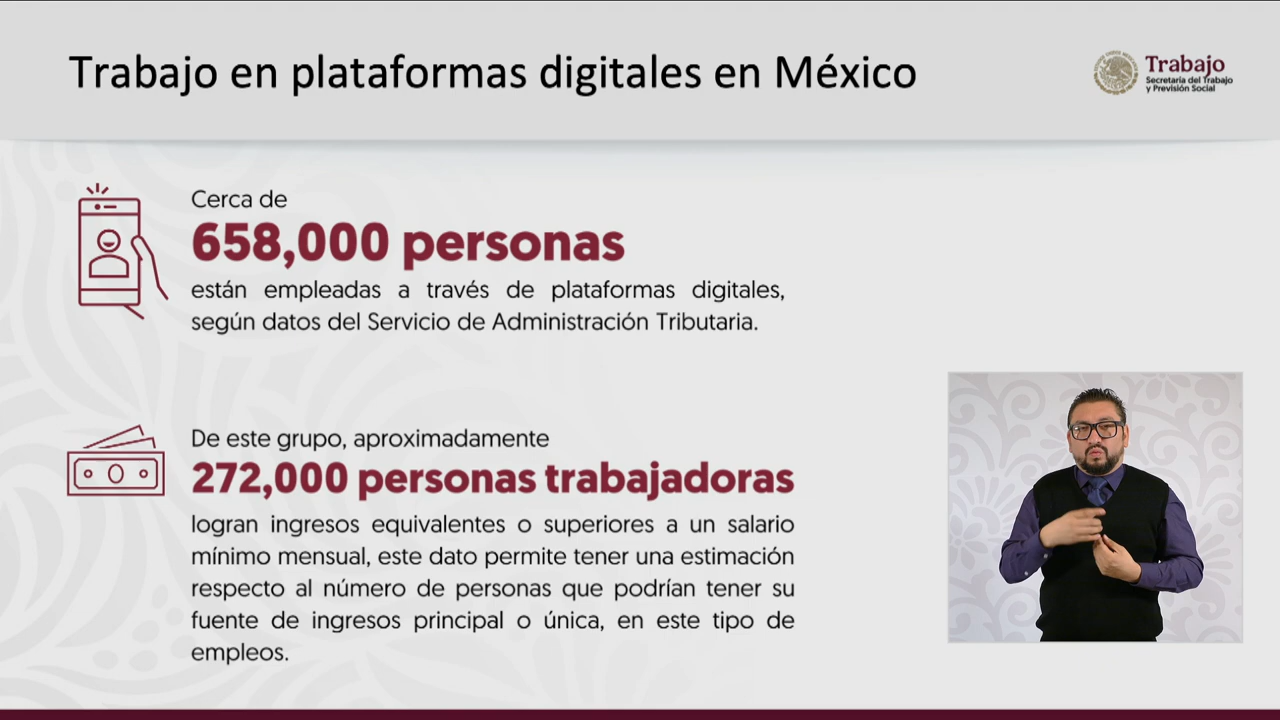 Trabajo en plataformas digitales en México
Trabajo
Secretaría del Trabajo
y Previsión Social
Cerca de
658,000 personas
están empleadas a través de plataformas digitales,
según datos del Servicio de Administración Tributaria.
De este grupo, aproximadamente
272,000 personas trabajadoras
logran ingresos equivalentes o superiores a un salario
mínimo mensual, este dato permite tener una estimación
respecto al número de personas que podrían tener su
fuente de ingresos principal o única, en este tipo de
empleos.